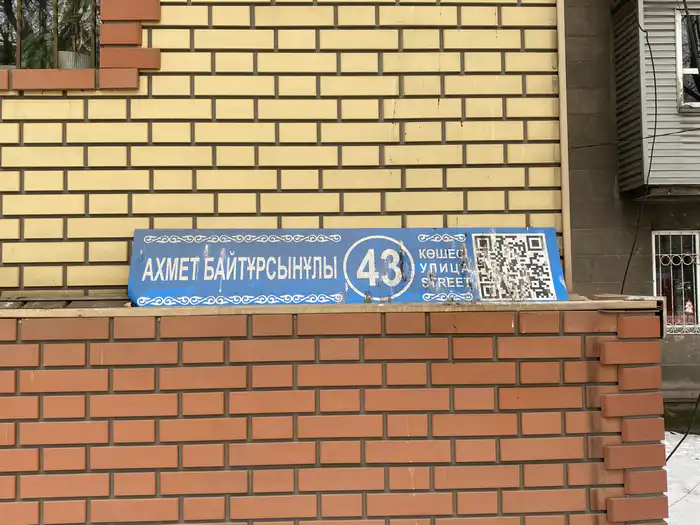 АХМЕТ БАЙТҰРСЫНҰЛЫ
43
КӨШЕСІ
УЛИЦА
STREET